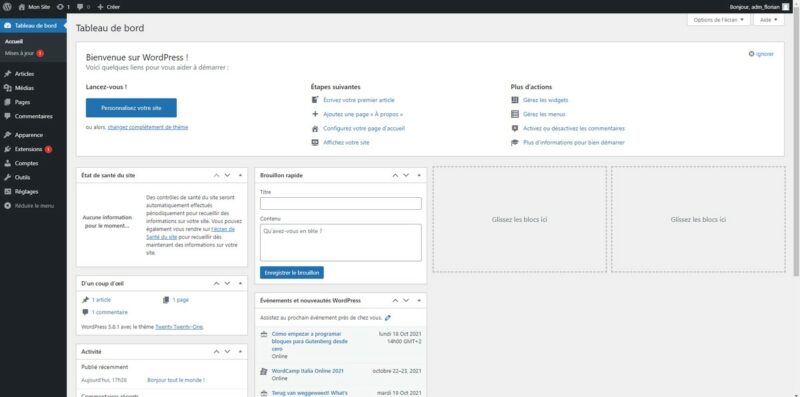 Mon Site
1
0
Créer
Bonjour, adm_florian
Tableau de bord
Accueil
Mises à jour 1
Articles
Médias
Pages
Commentaires
Apparence
Extensions 1
Comptes
Outils
Réglages
Réduire le menu
Tableau de bord
Options de l'écran
Aide
Bienvenue sur WordPress !
Voici quelques liens pour vous aider à démarrer :
Ignorer
Lancez-vous !
Personnalisez votre site
ou alors, changez complètement de thème
Étapes suivantes
Écrivez votre premier article
Ajoutez une page « À propos »
Configurez votre page d'accueil
Affichez votre site
Plus d'actions
Gérez les widgets
Gérez les menus
Activez ou désactivez les commentaires
Plus d'informations pour bien démarrer
État de santé du site
Aucune information
pour le moment…
Des contrôles de santé du site seront
automatiquement effectués
périodiquement pour recueillir des
informations sur votre site. Vous pouvez
également vous rendre sur l'écran de
Santé du site pour recueillir dès
maintenant des informations sur votre
site.
D'un coup d'œil
1 article
1 page
1 commentaire
WordPress 5.8.1 avec le thème Twenty Twenty-One.
Activité
Publié récemment
Aujourd'hui, 17h28
Bonjour tout le monde !
Commentaires récents
Brouillon rapide
Titre
Contenu
Qu'avez-vous en tête ?
Enregistrer le brouillon
Évènements et nouveautés WordPress
Assistez au prochain évènement près de chez vous.
Cómo empezar a programar
bloques para Gutenberg desde
cero
Online
lundi 18 Oct 2021
14h00 GMT+2
WordCamp Italia Online 2021
Online
octobre 22–23, 2021
Terug van weggeweest! What's
mardi 19 Oct 2021
Glissez les blocs ici
Glissez les blocs ici